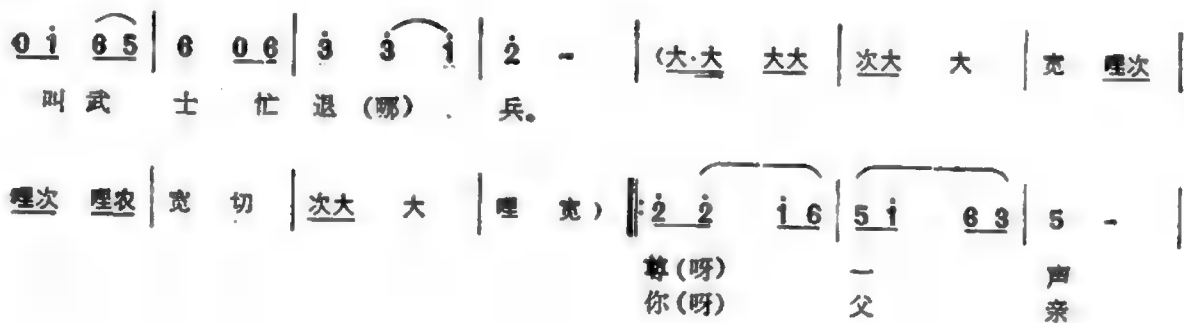 0 i 6 5 | 6 0 6 | 3 3 i | 2 - | (大·大 大大 | 次大 大 | 宽 哩次 |
叫武 士 忙 退 (哪) 兵。
哩次 哩农 | 宽 切 | 次大 大 | 哩 宽) ‖: 2 2 i 6 | 5 i 6 3 | 5 - |
尊(呀) 一 声
你(呀) 父 亲